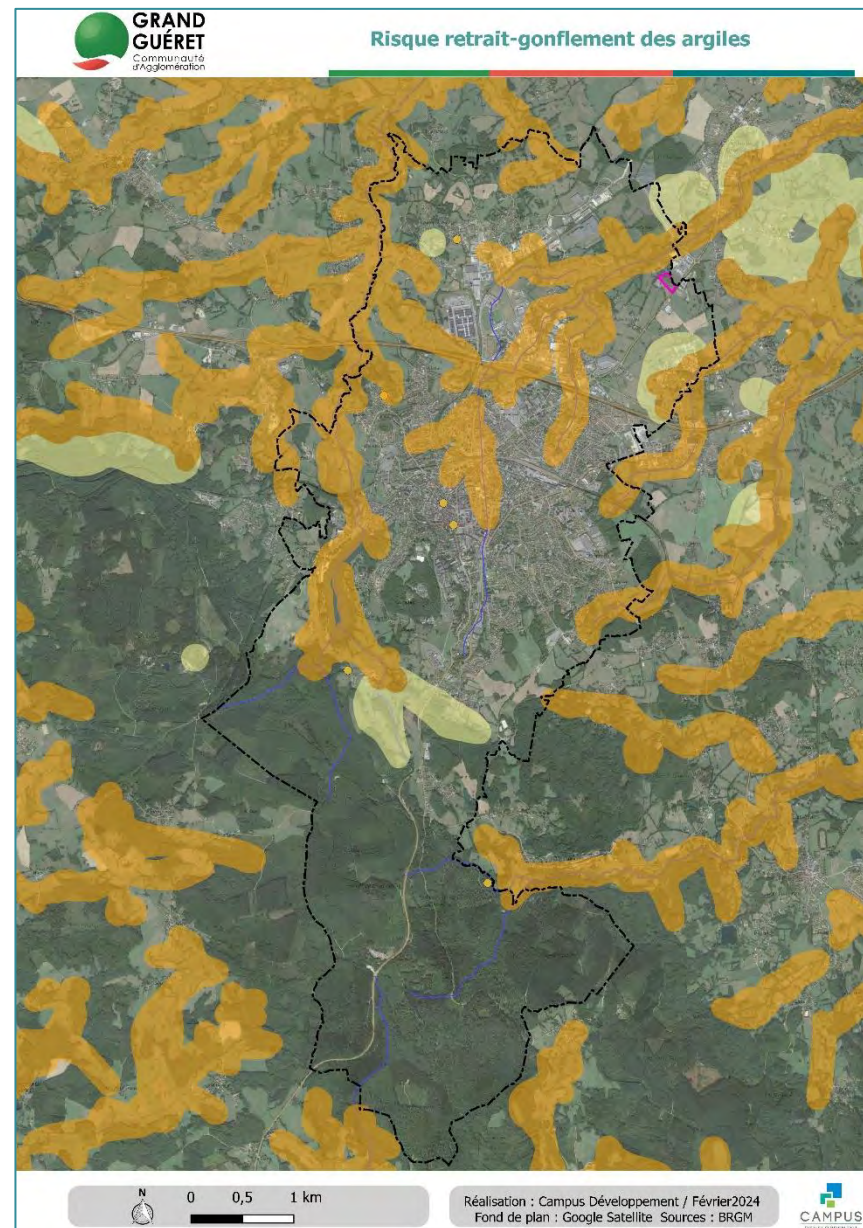 GRAND
GUÉRET
Communauté
d'Agglomération
Risque retrait-gonflement des argiles
N
0 0,5 1 km
Réalisation : Campus Développement / Février2024
Fond de plan : Google Satellite Sources : BRGM
CAMPUS